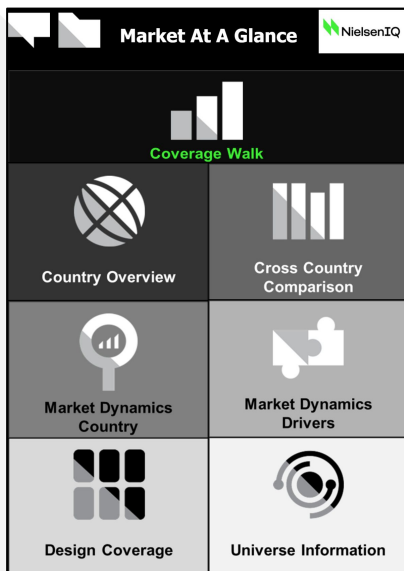 Market At A Glance
NielsenIQ
Coverage Walk
Country Overview
Cross Country
Comparison
Market Dynamics
Country
Market Dynamics
Drivers
Design Coverage
Universe Information